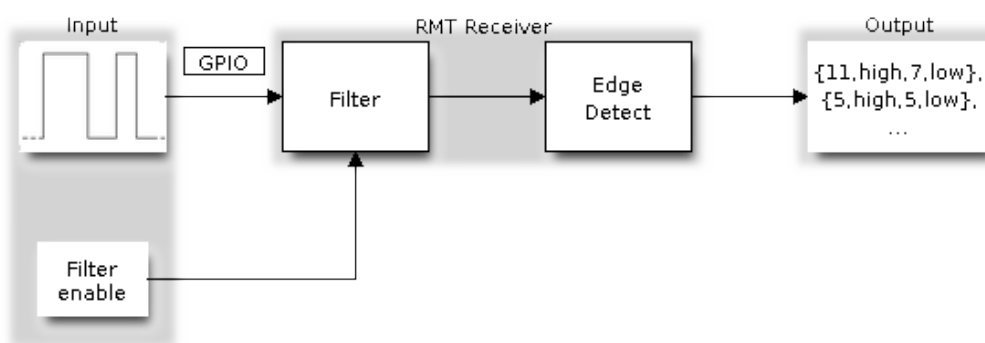 Input
RMT Receiver
Output
GPIO
Filter
Edge
Detect
{11,high,7,low},
{5,high,5,low},
...
Filter
enable